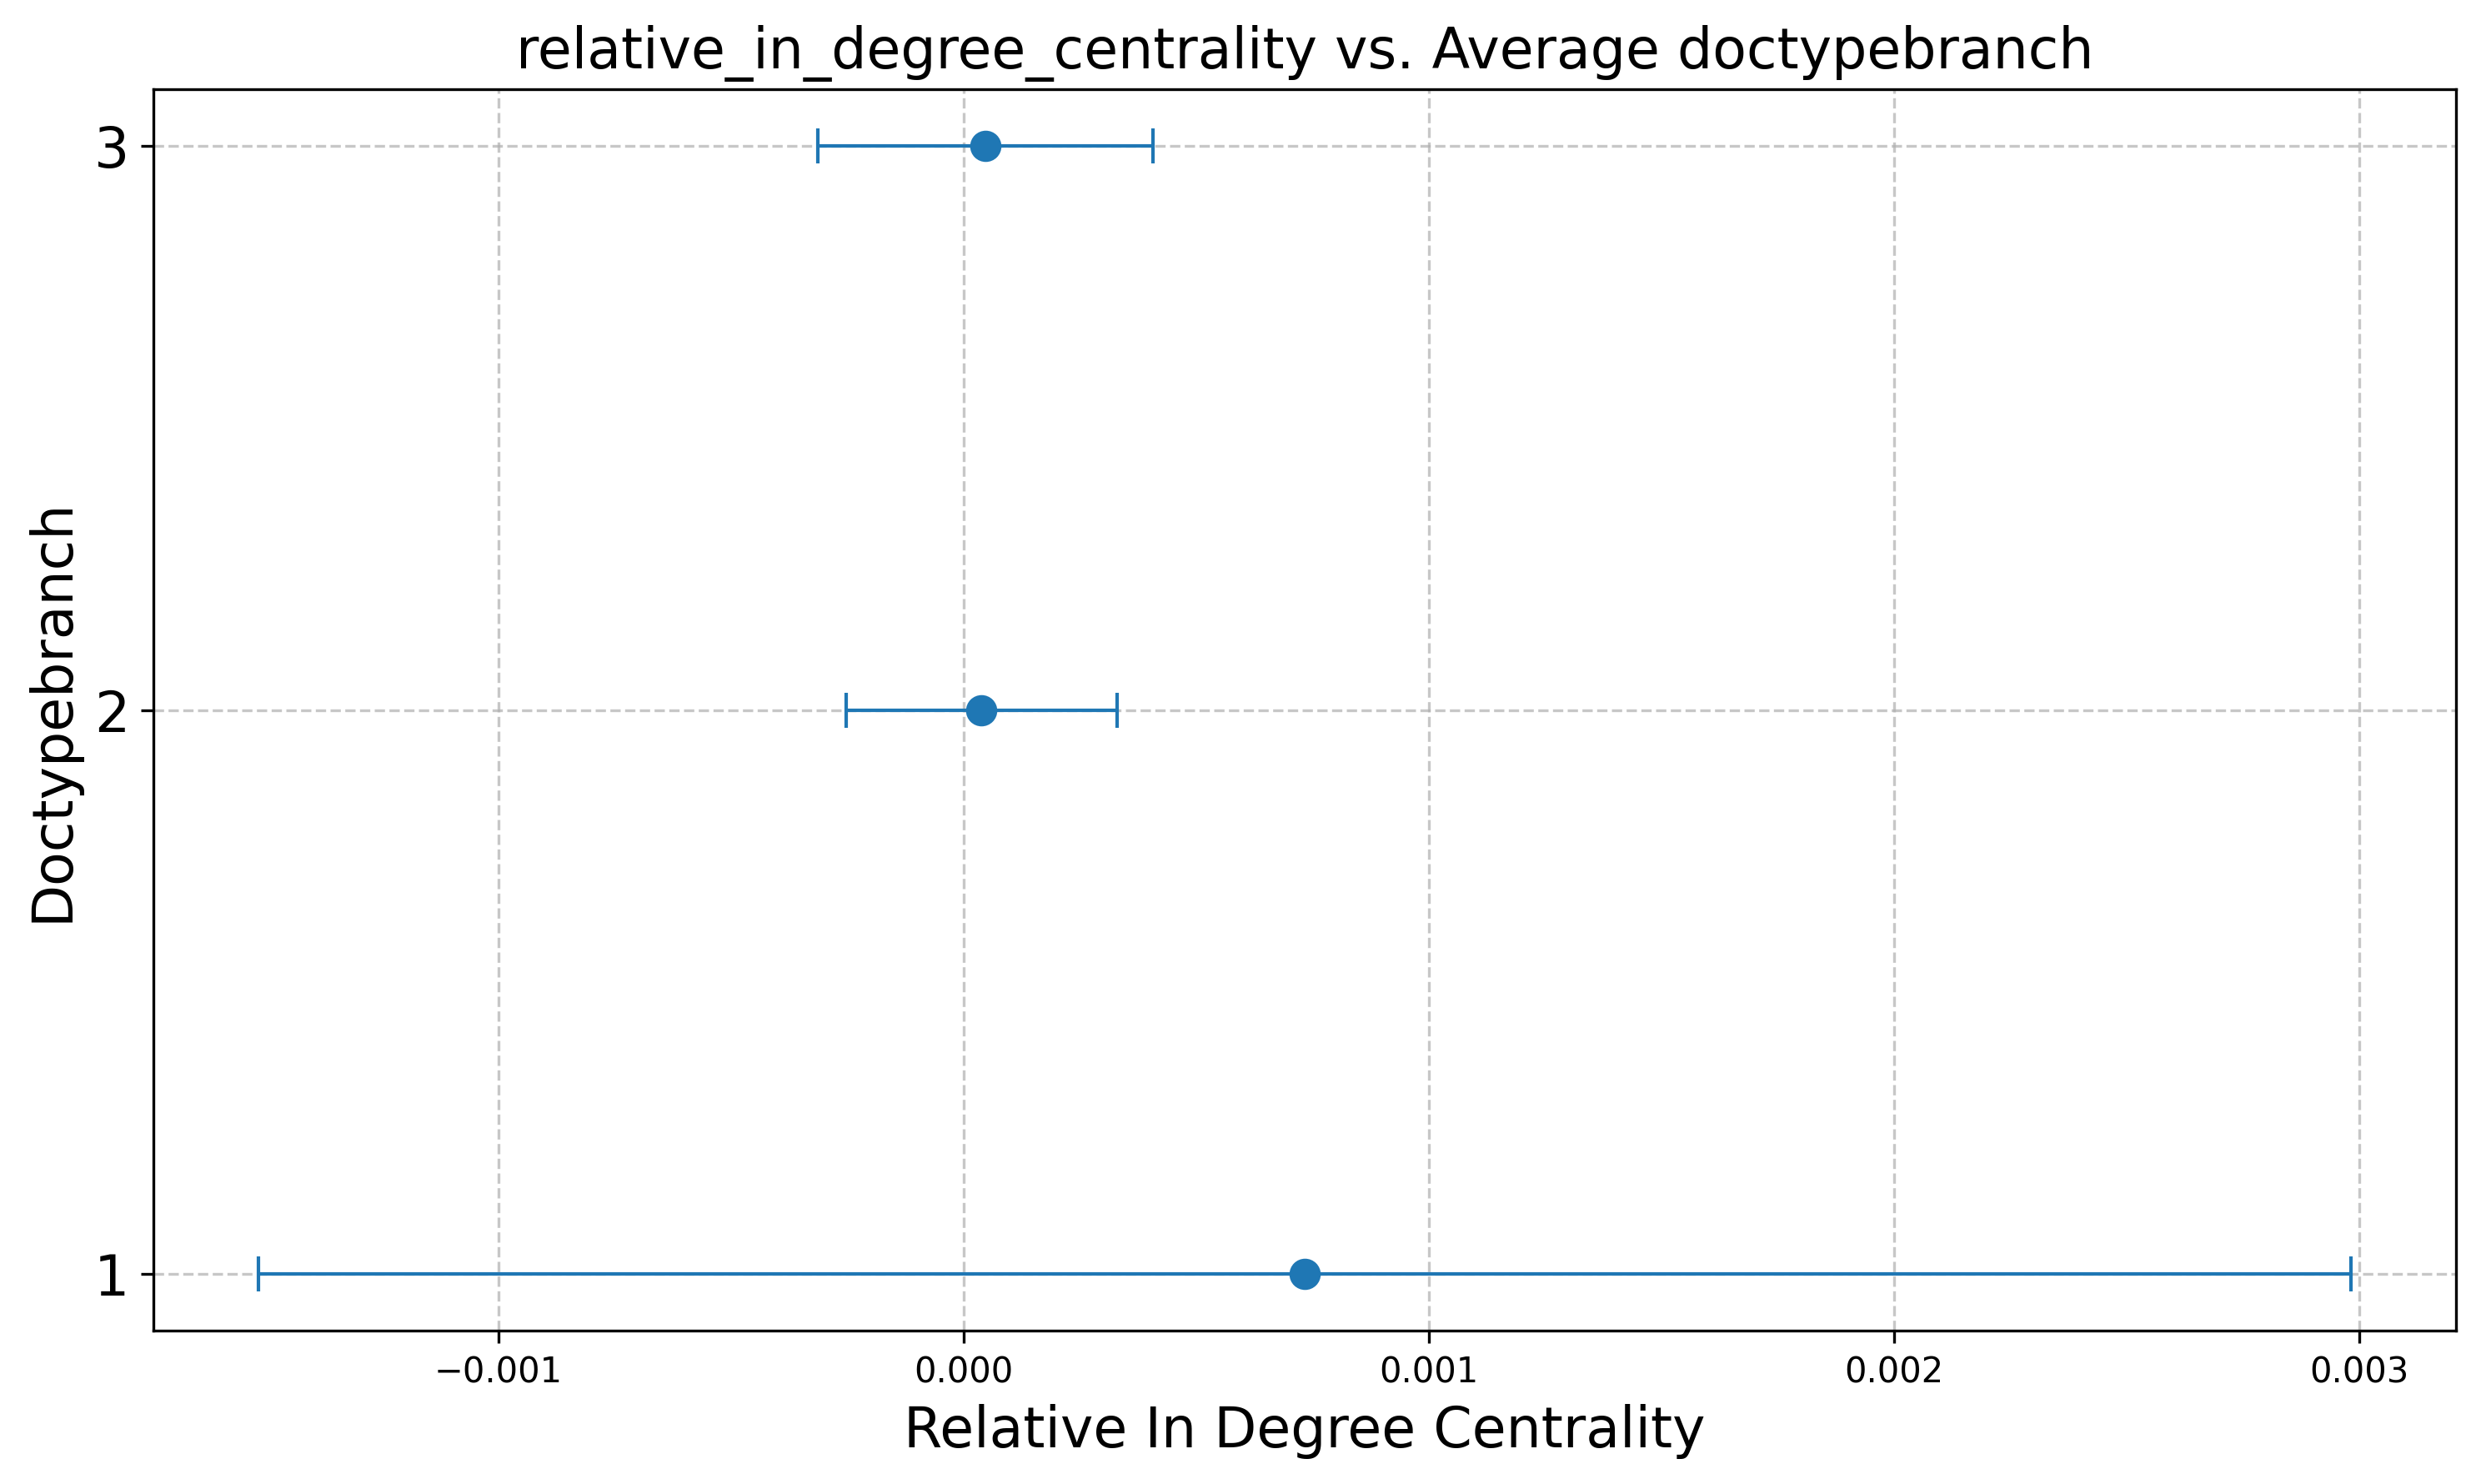 relative_in_degree_centrality vs. Average doctypebranch
Doctypebranch
3
2
1
−0.001
0.000
0.001
0.002
0.003
Relative In Degree Centrality